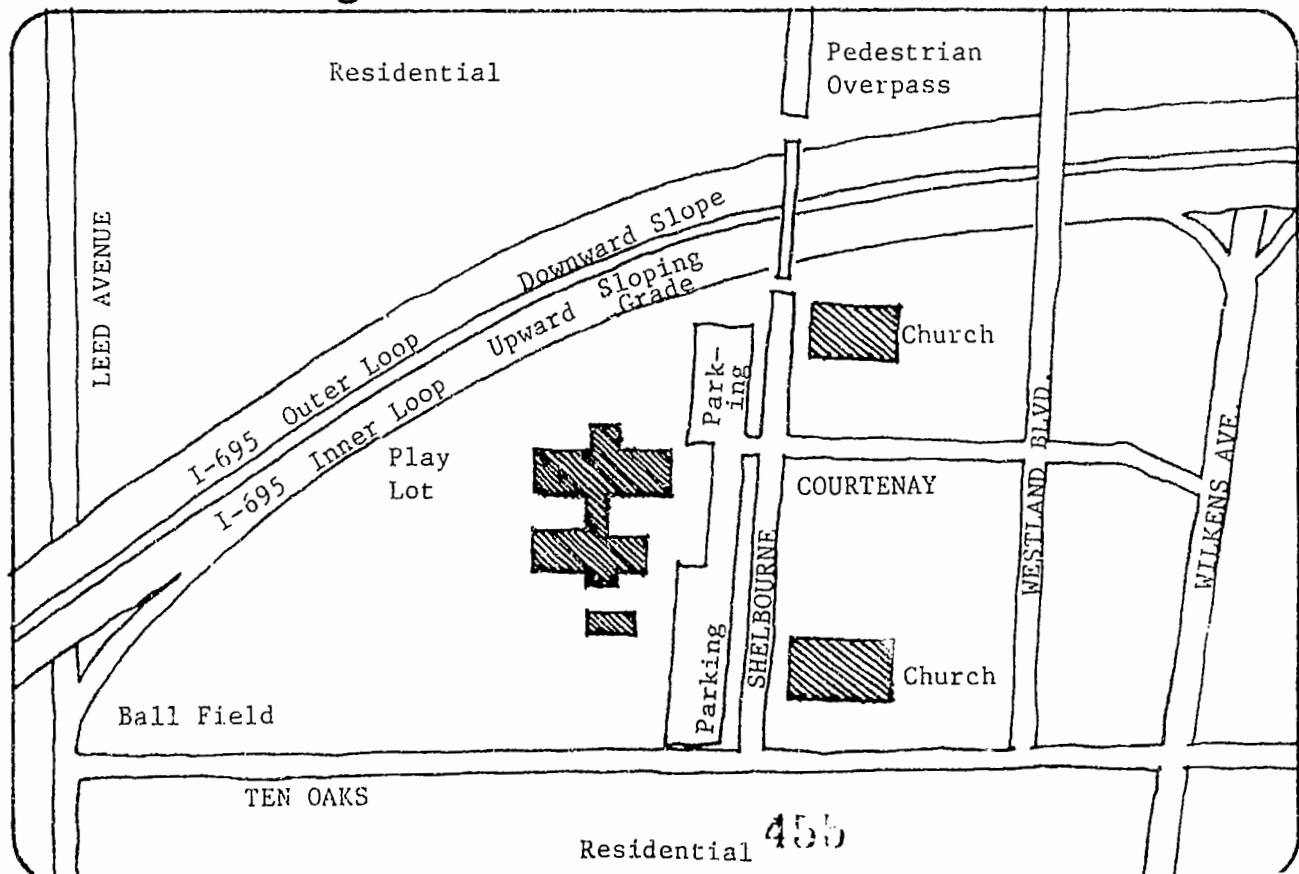 Residential
Pedestrian
Overpass
LEED AVENUE
Downward Slope
Upward Sloping
Grade
I-695 Outer Loop
I-695 Inner Loop
Church
Park-
ing
Play
Lot
COURTENAY
WESTLAND BLVD.
WILKENS AVE.
SHELBOURNE
Parking
Church
Ball Field
TEN OAKS
Residential